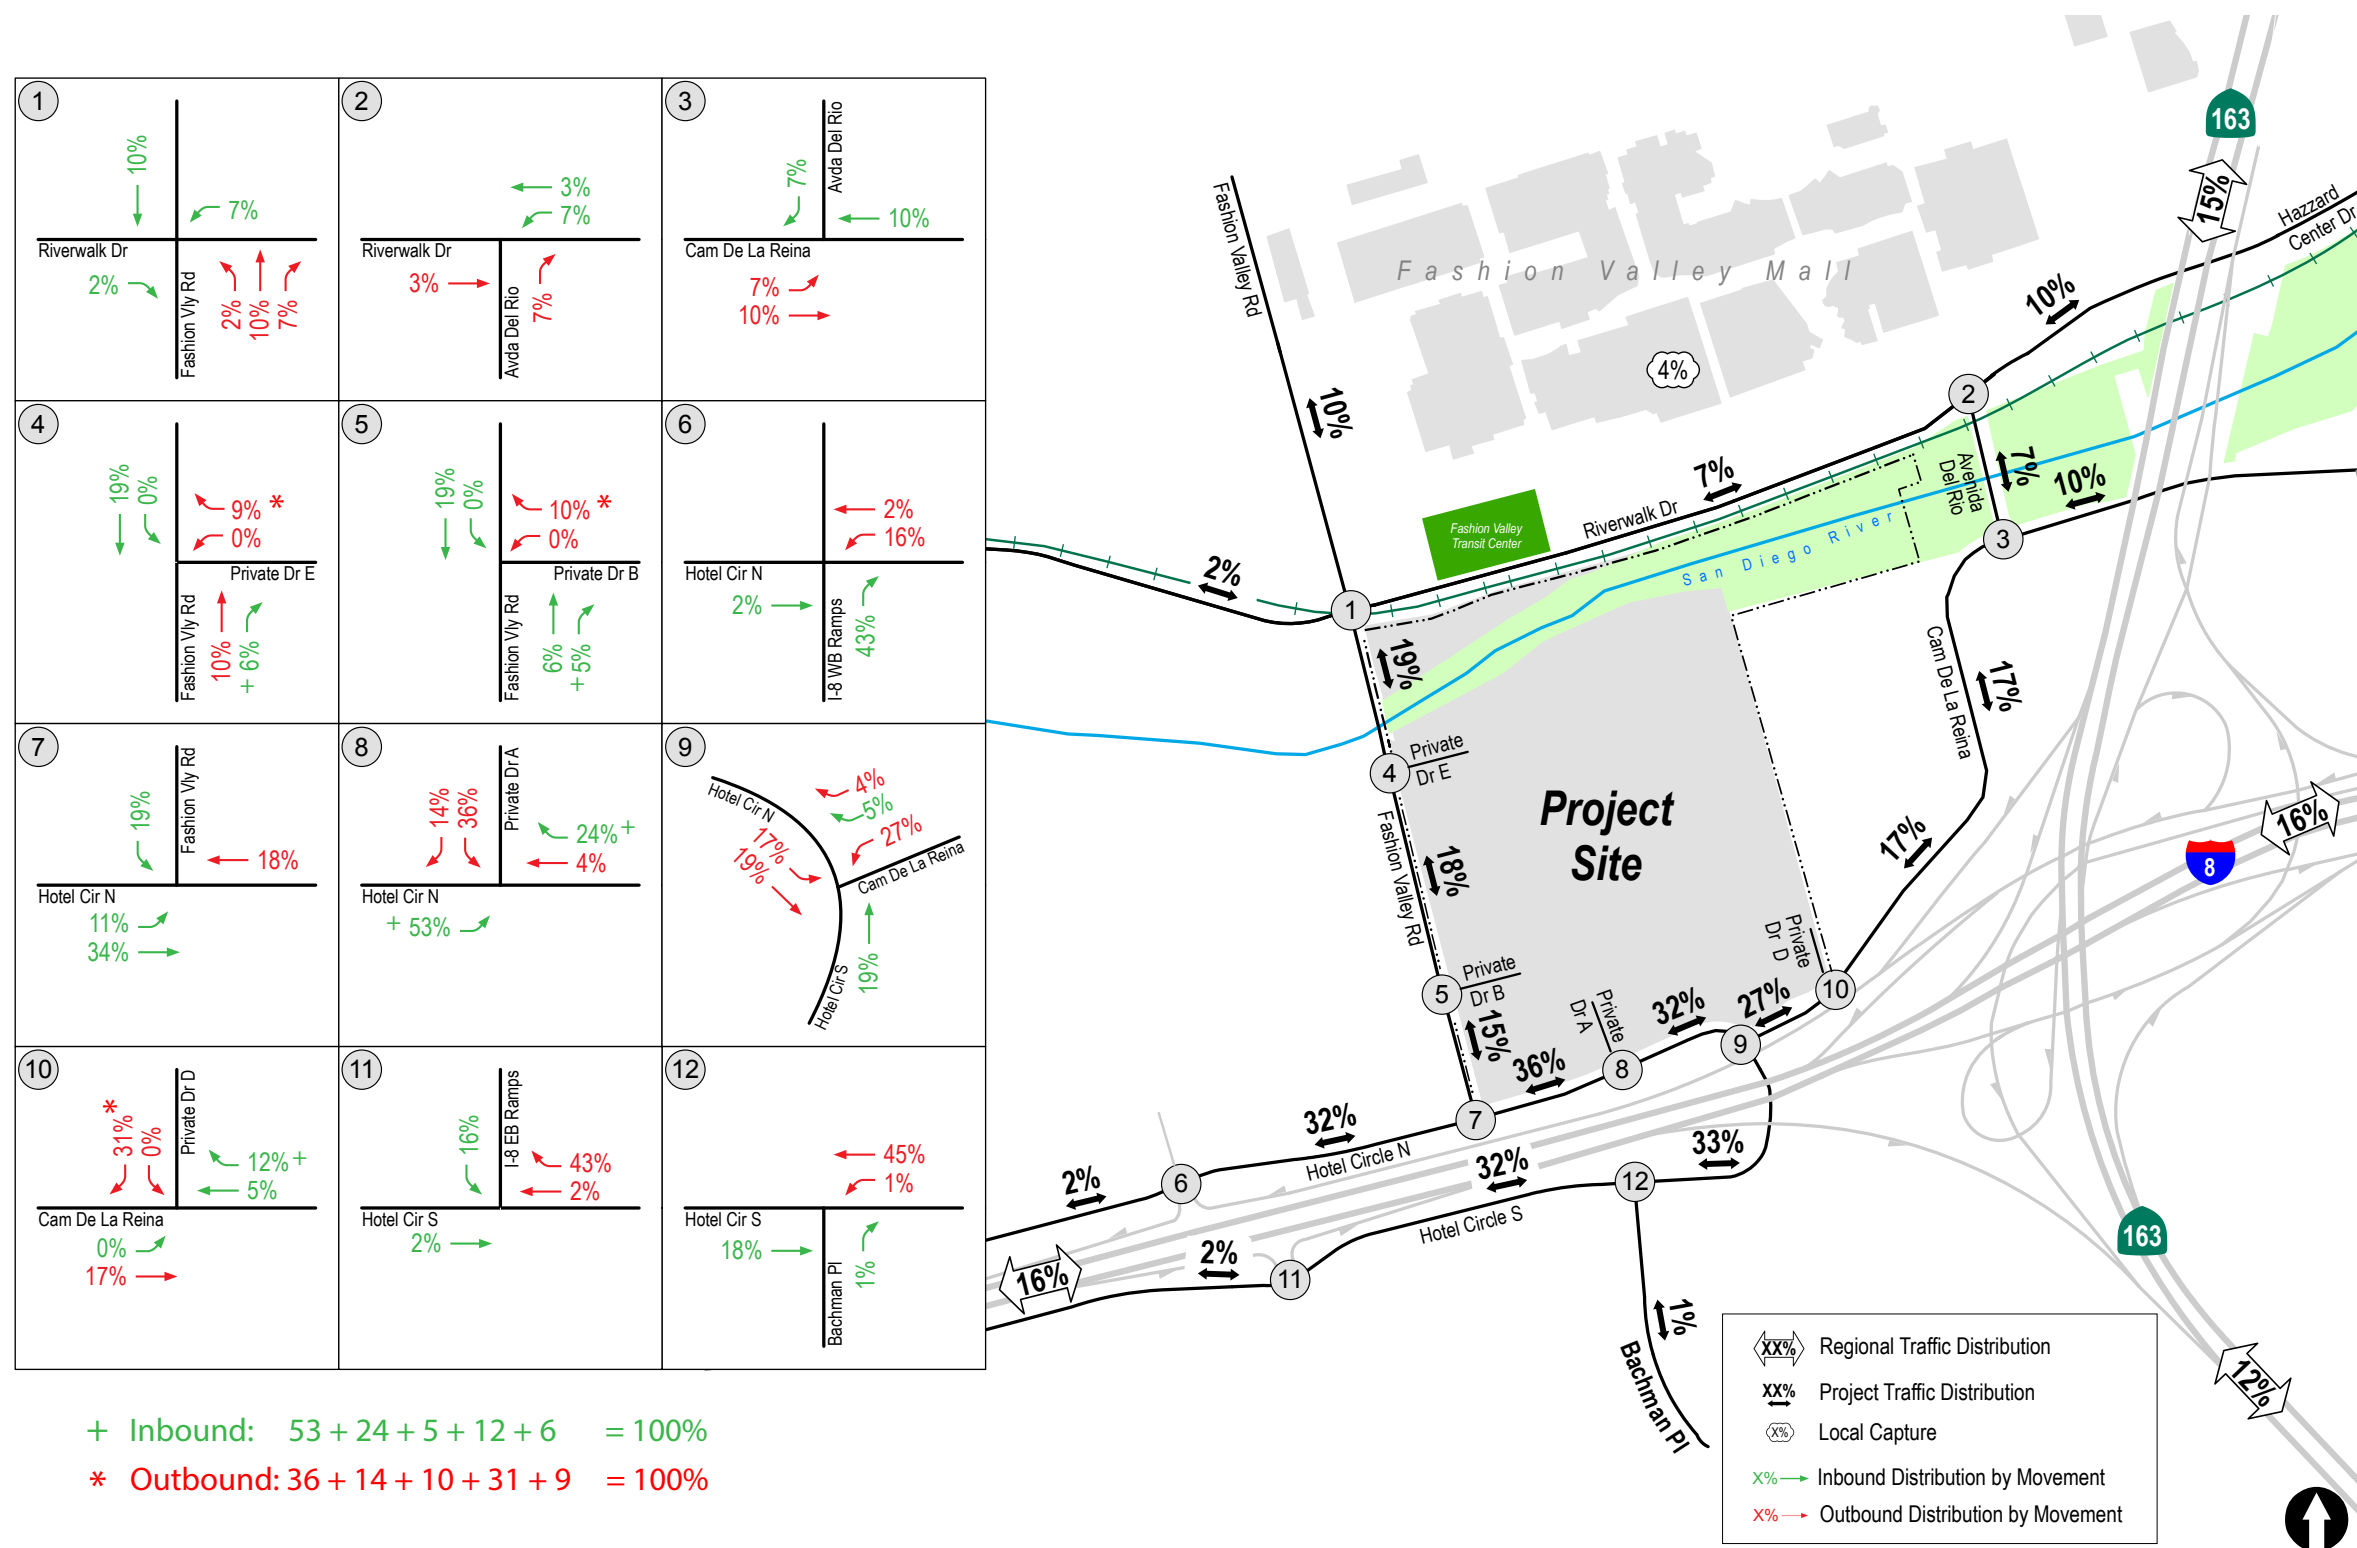 1
10%
7%
Riverwalk Dr
2%
Fashion Vly Rd
2%
10%
7%
2
3%
7%
Riverwalk Dr
3%
Avda Del Rio
7%
3
Avda Del Rio
7%
10%
Cam De La Reina
7%
10%
4
19%
0%
9% *
0%
Private Dr E
Fashion Vly Rd
10%
+ 6%
5
19%
0%
10% *
0%
Private Dr B
Fashion Vly Rd
6%
+ 5%
6
2%
16%
Hotel Cir N
2%
I-8 WB Ramps
43%
7
Fashion Vly Rd
19%
18%
Hotel Cir N
11%
34%
8
Private Dr A
14%
36%
24% +
4%
Hotel Cir N
+ 53%
9
Hotel Cir N
4%
5%
27%
17%
19%
Cam De La Reina
Hotel Cir S
19%
10
Private Dr D
31% *
0%
12% +
5%
Cam De La Reina
0%
17%
11
I-8 EB Ramps
16%
43%
2%
Hotel Cir S
2%
12
45%
1%
Hotel Cir S
18%
Bachman Pl
1%
+ Inbound: 53 + 24 + 5 + 12 + 6 = 100%
* Outbound: 36 + 14 + 10 + 31 + 9 = 100%
163
15%
Hazzard
Center Dr
Fashion Valley Rd
Fashion Valley Mall
4%
10%
10%
2
7%
Avenida
Del Rio
7%
10%
3
Fashion Valley
Transit Center
Riverwalk Dr
San Diego River
2%
1
19%
Cam De La Reina
17%
4
Private
Dr E
Project
Site
17%
16%
8
Fashion Valley Rd
18%
5
Private
Dr B
15%
Private
Dr D
10
Private
Dr A
32%
27%
9
36%
8
7
32%
Hotel Circle N
32%
33%
12
2%
6
Hotel Circle S
2%
11
16%
1%
Bachman Pl
163
12%
XX% Regional Traffic Distribution
XX% Project Traffic Distribution
X% Local Capture
X% Inbound Distribution by Movement
X% Outbound Distribution by Movement